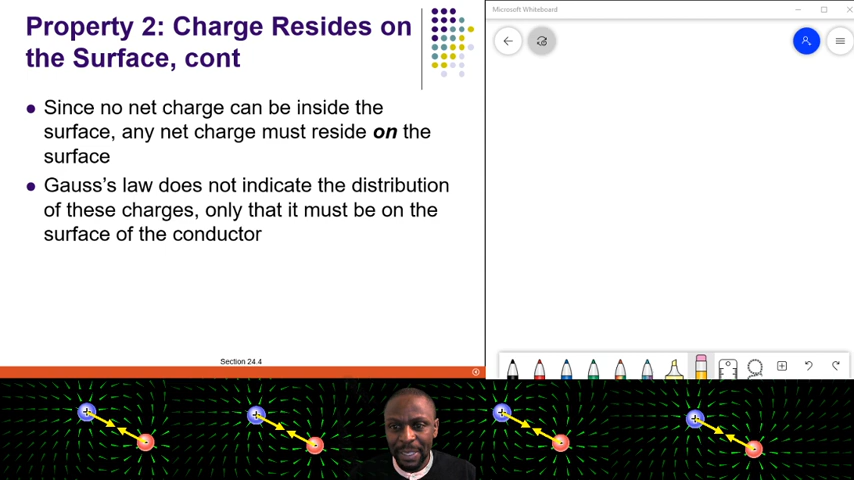 Property 2: Charge Resides on
the Surface, cont
Since no net charge can be inside the
surface, any net charge must reside on the
surface
Gauss's law does not indicate the distribution
of these charges, only that it must be on the
surface of the conductor
Section 24.4
Microsoft Whiteboard